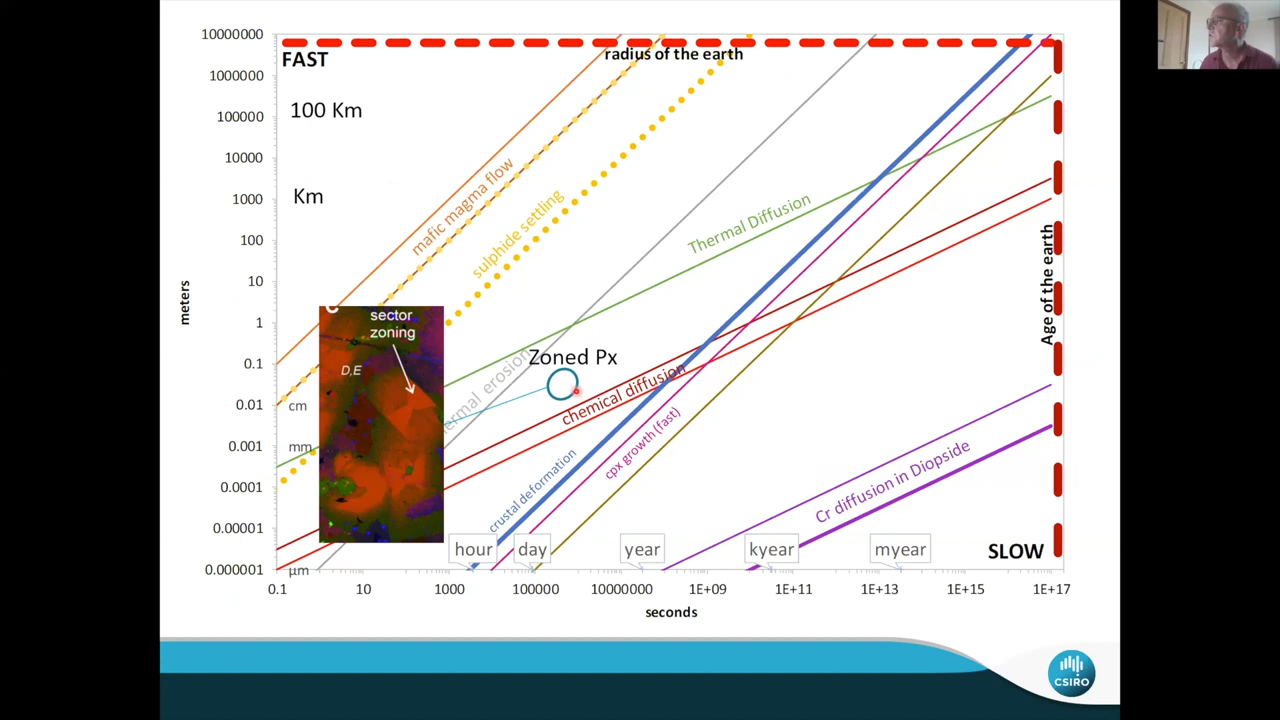 10000000
1000000
100000
10000
1000
100
10
1
0.1
0.01
0.001
0.0001
0.00001
0.000001
meters
FAST
radius of the earth
100 Km
Km
mafic magma flow
sulphide settling
Thermal Diffusion
Age of the earth
sector
zoning
D,E
C
cm
mm
μm
Zoned Px
chemical diffusion
crustal deformation
cpx growth (fast)
Cr diffusion in Diopside
SLOW
hour
day
year
kyear
myear
0.1
10
1000
100000
10000000
1E+09
1E+11
1E+13
1E+15
1E+17
seconds
CSIRO